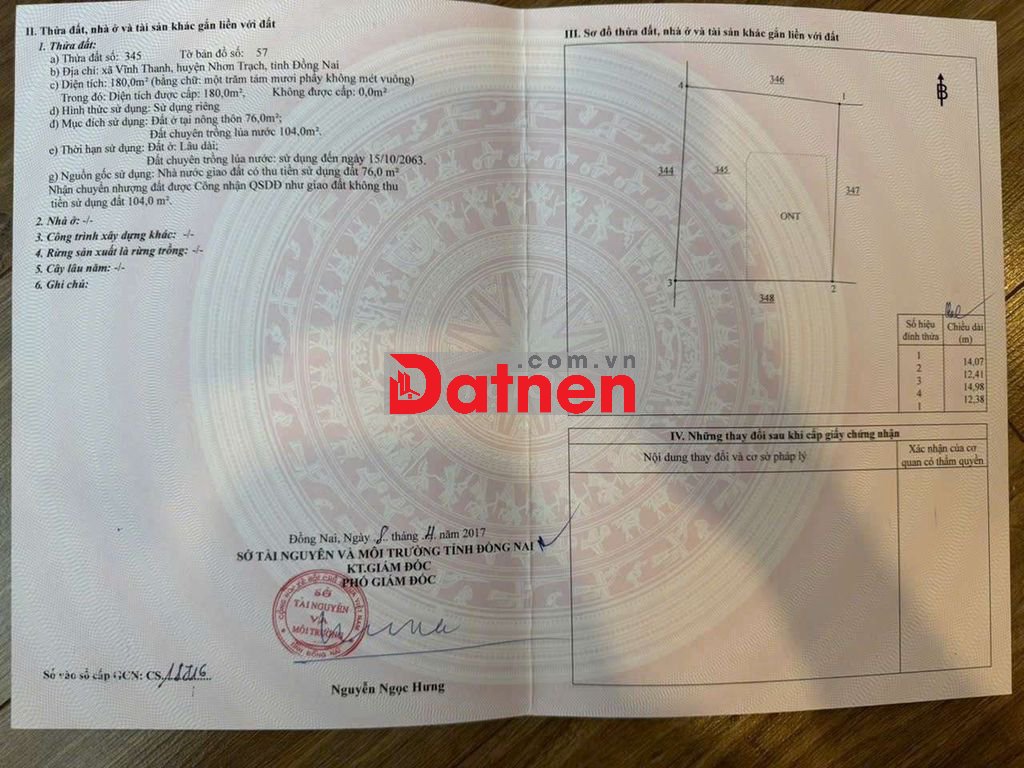 II. Thửa đất, nhà ở và tài sản khác gắn liền với đất
1. Thửa đất:
a) Thửa đất số: 345 Tờ bản đồ số: 57
b) Địa chỉ: xã Vĩnh Thanh, huyện Nhơn Trạch, tỉnh Đồng Nai
c) Diện tích: 180,0m² (bằng chữ: một trăm tám mươi phẩy không mét vuông)
Trong đó: Diện tích được cấp: 180,0m², Không được cấp: 0,0m²
d) Hình thức sử dụng: Sử dụng riêng
đ) Mục đích sử dụng: Đất ở tại nông thôn 76,0m²;
Đất chuyên trồng lúa nước 104,0m².
e) Thời hạn sử dụng: Đất ở: Lâu dài;
Đất chuyên trồng lúa nước: sử dụng đến ngày 15/10/2063.
g) Nguồn gốc sử dụng: Nhà nước giao đất có thu tiền sử dụng đất 76,0 m²
Nhận chuyển nhượng đất được Công nhận QSDĐ như giao đất không thu
tiền sử dụng đất 104,0 m².
2. Nhà ở: -/-
3. Công trình xây dựng khác: -/-
4. Rừng sản xuất là rừng trồng: -/-
5. Cây lâu năm: -/-
6. Ghi chú:
Đồng Nai, Ngày 8 tháng 4 năm 2017
SỞ TÀI NGUYÊN VÀ MÔI TRƯỜNG TỈNH ĐỒNG NAI
KT.GIÁM ĐỐC
PHÓ GIÁM ĐỐC
SỞ
TÀI NGUYÊN
VÀ
MÔI TRƯỜNG
TỈNH ĐỒNG NAI
Nguyễn Ngọc Hưng
Số vào sổ cấp GCN: CS
III. Sơ đồ thửa đất, nhà ở và tài sản khác gắn liền với đất
346
4
1
B
344
345
347
ONT
3
2
348
Số hiệu đỉnh thửa Chiều dài (m)
1
14,07
2
12,41
3
14,98
4
12,38
1
IV. Những thay đổi sau khi cấp giấy chứng nhận
Nội dung thay đổi và cơ sở pháp lý
Xác nhận của cơ
quan có thẩm quyền
.com.vn
Datnen